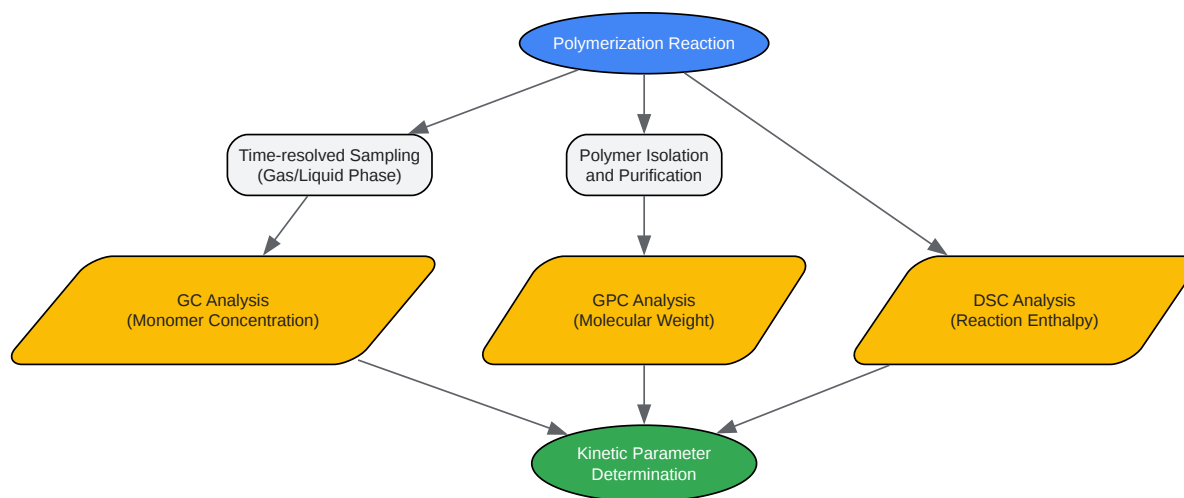 Polymerization Reaction
Time-resolved Sampling
(Gas/Liquid Phase)
Polymer Isolation
and Purification
GC Analysis
(Monomer Concentration)
GPC Analysis
(Molecular Weight)
DSC Analysis
(Reaction Enthalpy)
Kinetic Parameter
Determination